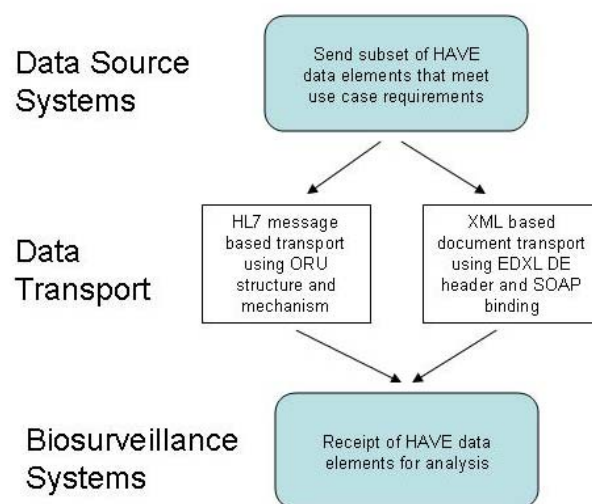 Data Source
Systems
Send subset of HAVE
data elements that meet
use case requirements
Data
Transport
HL7 message
based transport
using ORU
structure and
mechanism
XML based
document transport
using EDXL DE
header and SOAP
binding
Biosurveillance
Systems
Receipt of HAVE data
elements for analysis